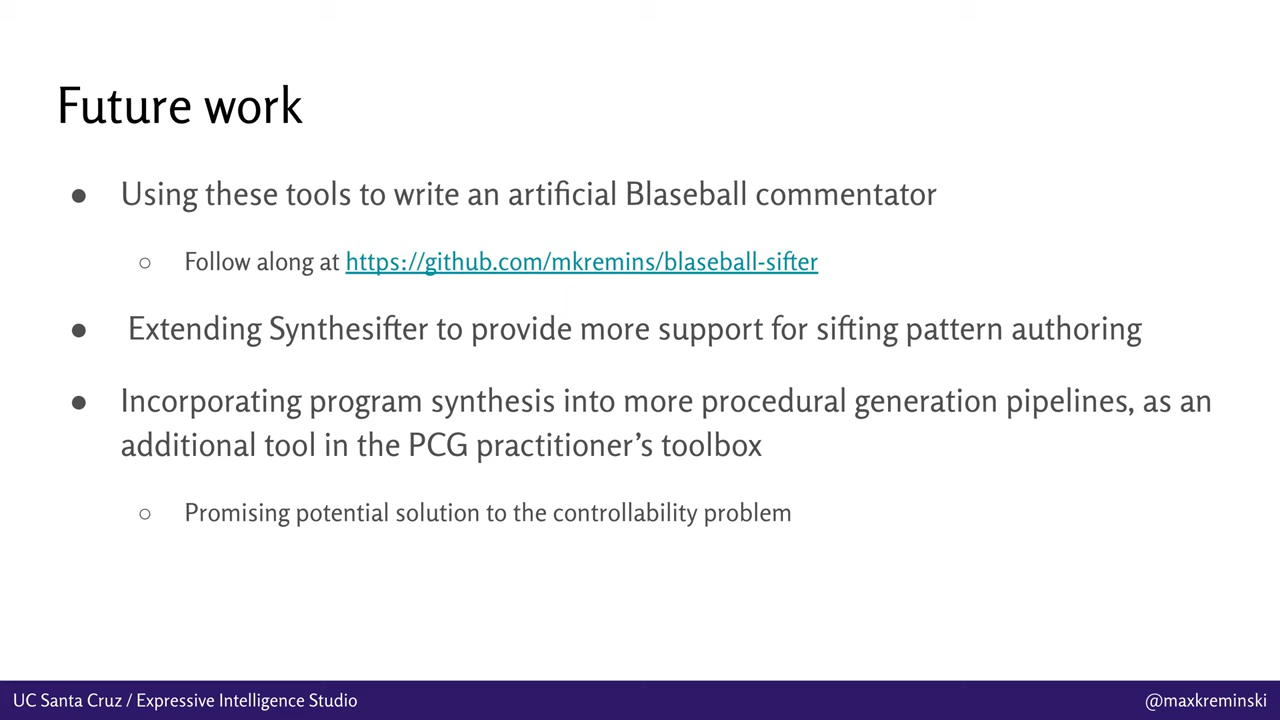 Future work
● Using these tools to write an artificial Blaseball commentator
○ Follow along at https://github.com/mkremins/blaseball-sifter
● Extending Synthesifter to provide more support for sifting pattern authoring
● Incorporating program synthesis into more procedural generation pipelines, as an
additional tool in the PCG practitioner’s toolbox
○ Promising potential solution to the controllability problem
UC Santa Cruz / Expressive Intelligence Studio
@maxkreminski